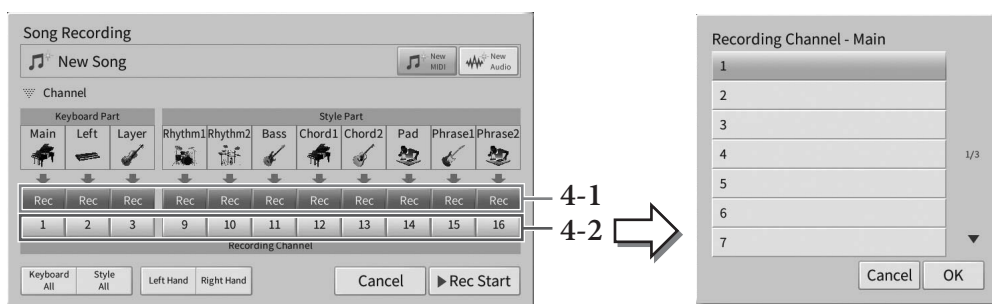 Song Recording
New Song
New MIDI
New Audio
Channel
Keyboard Part
Style Part
Main Left Layer Rhythm1 Rhythm2 Bass Chord1 Chord2 Pad Phrase1 Phrase2
Rec Rec Rec Rec Rec Rec Rec Rec Rec Rec Rec
4-1
1 2 3 9 10 11 12 13 14 15 16
4-2
Recording Channel
Keyboard All
Style All
Left Hand
Right Hand
Cancel
Rec Start
Recording Channel - Main
1
2
3
4
1/3
5
6
7
Cancel
OK